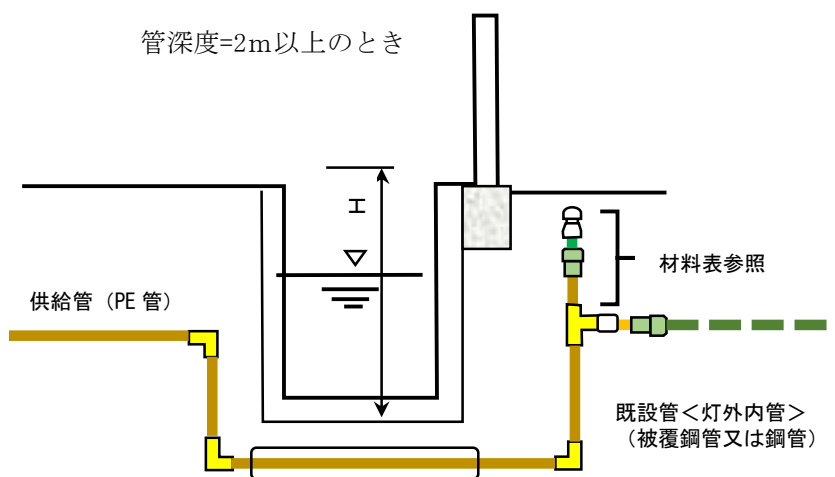 管深度=2m以上のとき
H
材料表参照
供給管（PE 管）
既設管＜灯外内管＞
（被覆鋼管又は鋼管）